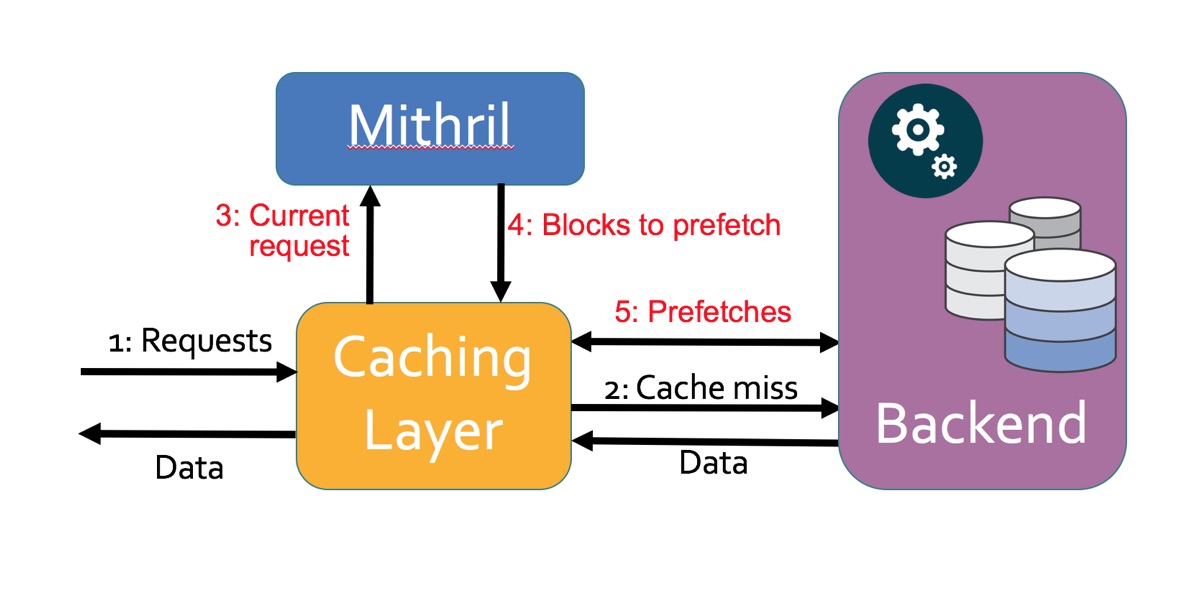 Mithril
3: Current
request
4: Blocks to prefetch
5: Prefetches
1: Requests
Caching
Layer
2: Cache miss
Backend
Data
Data